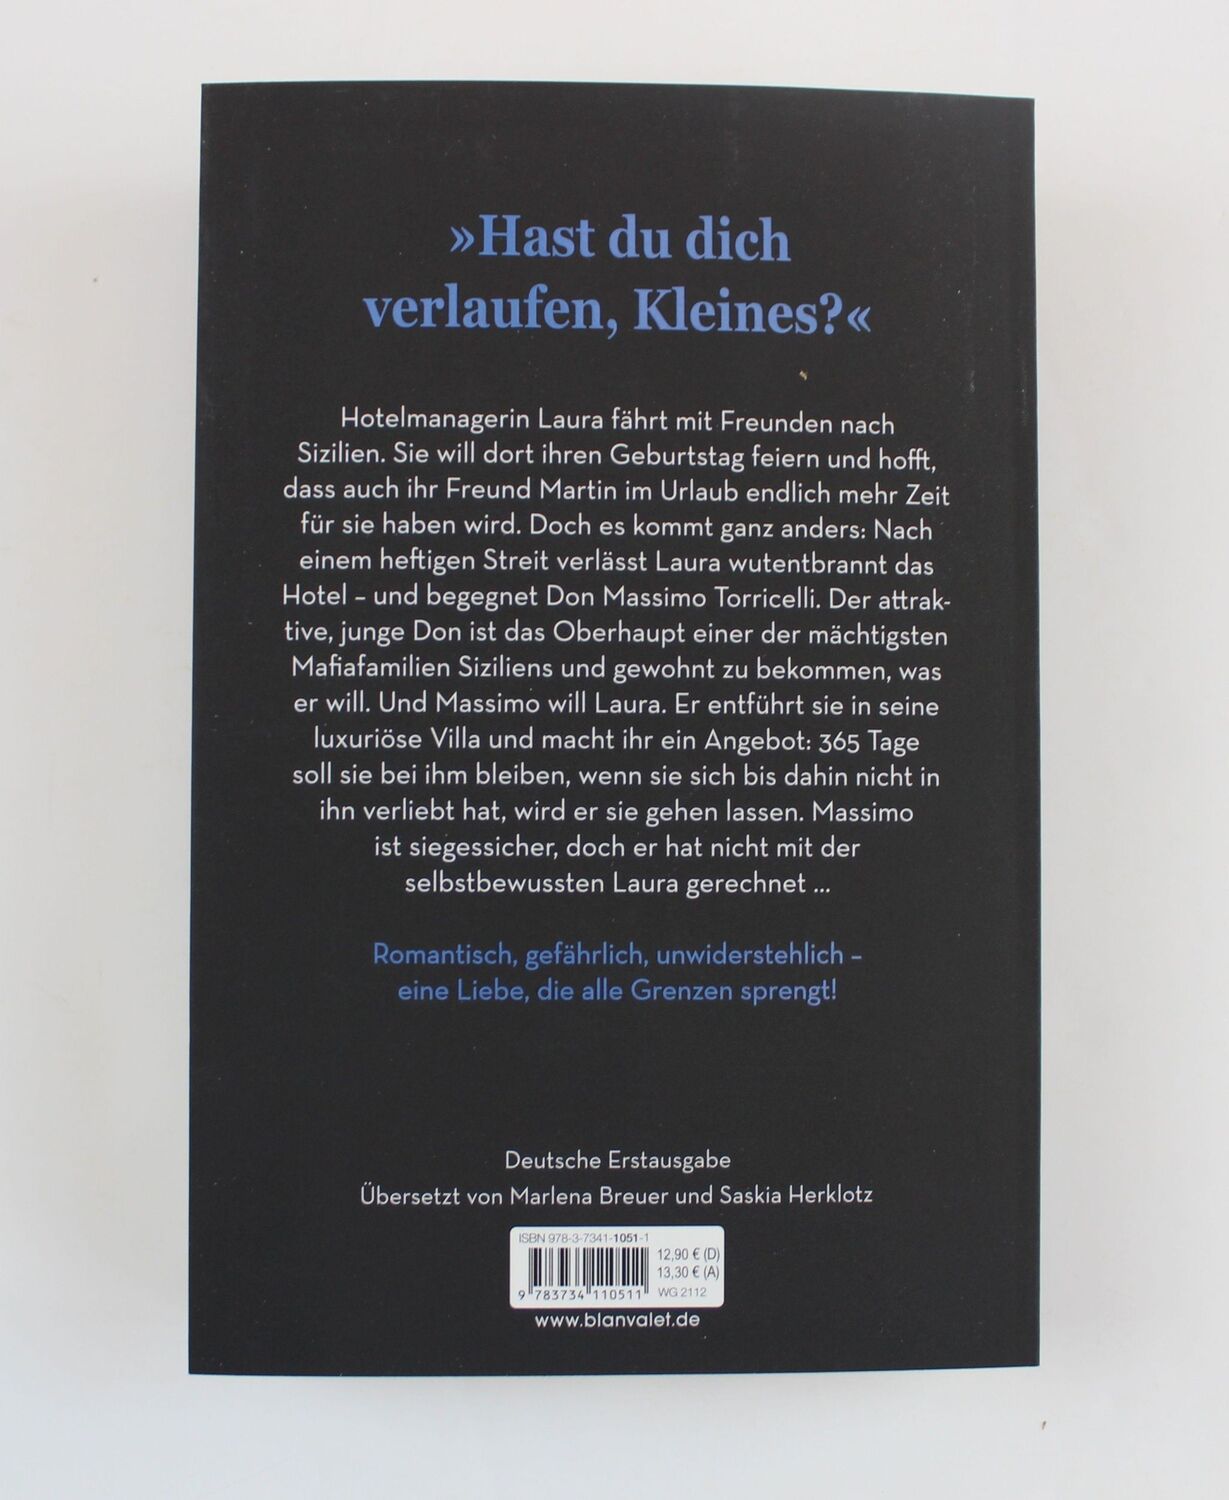 »Hast du dich
verlaufen, Kleines?«
Hotelmanagerin Laura fährt mit Freunden nach
Sizilien. Sie will dort ihren Geburtstag feiern und hofft,
dass auch ihr Freund Martin im Urlaub endlich mehr Zeit
für sie haben wird. Doch es kommt ganz anders: Nach
einem heftigen Streit verlässt Laura wutentbrannt das
Hotel – und begegnet Don Massimo Torricelli. Der attrak-
tive, junge Don ist das Oberhaupt einer der mächtigsten
Mafiafamilien Siziliens und gewohnt zu bekommen, was
er will. Und Massimo will Laura. Er entführt sie in seine
luxuriöse Villa und macht ihr ein Angebot: 365 Tage
soll sie bei ihm bleiben, wenn sie sich bis dahin nicht in
ihn verliebt hat, wird er sie gehen lassen. Massimo
ist siegessicher, doch er hat nicht mit der
selbstbewussten Laura gerechnet ...
Romantisch, gefährlich, unwiderstehlich –
eine Liebe, die alle Grenzen sprengt!
Deutsche Erstausgabe
Übersetzt von Marlena Breuer und Saskia Herklotz
ISBN 978-3-7341-1051-1
12,90 € (D)
13,30 € (A)
9 783734 110511 WG 2112
www.blanvalet.de